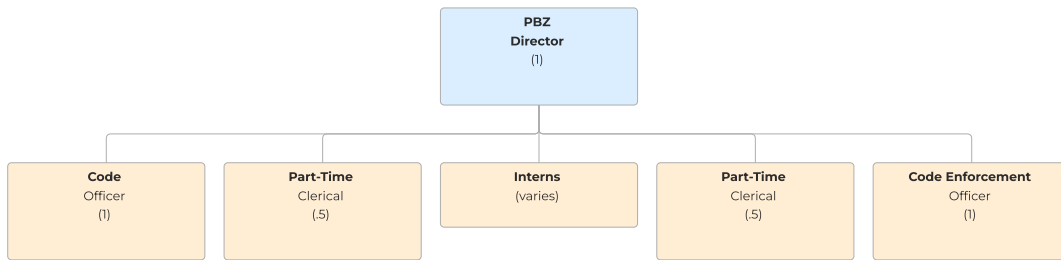 PBZ
Director
(1)
Code
Officer
(1)
Part-Time
Clerical
(.5)
Interns
(varies)
Part-Time
Clerical
(.5)
Code Enforcement
Officer
(1)